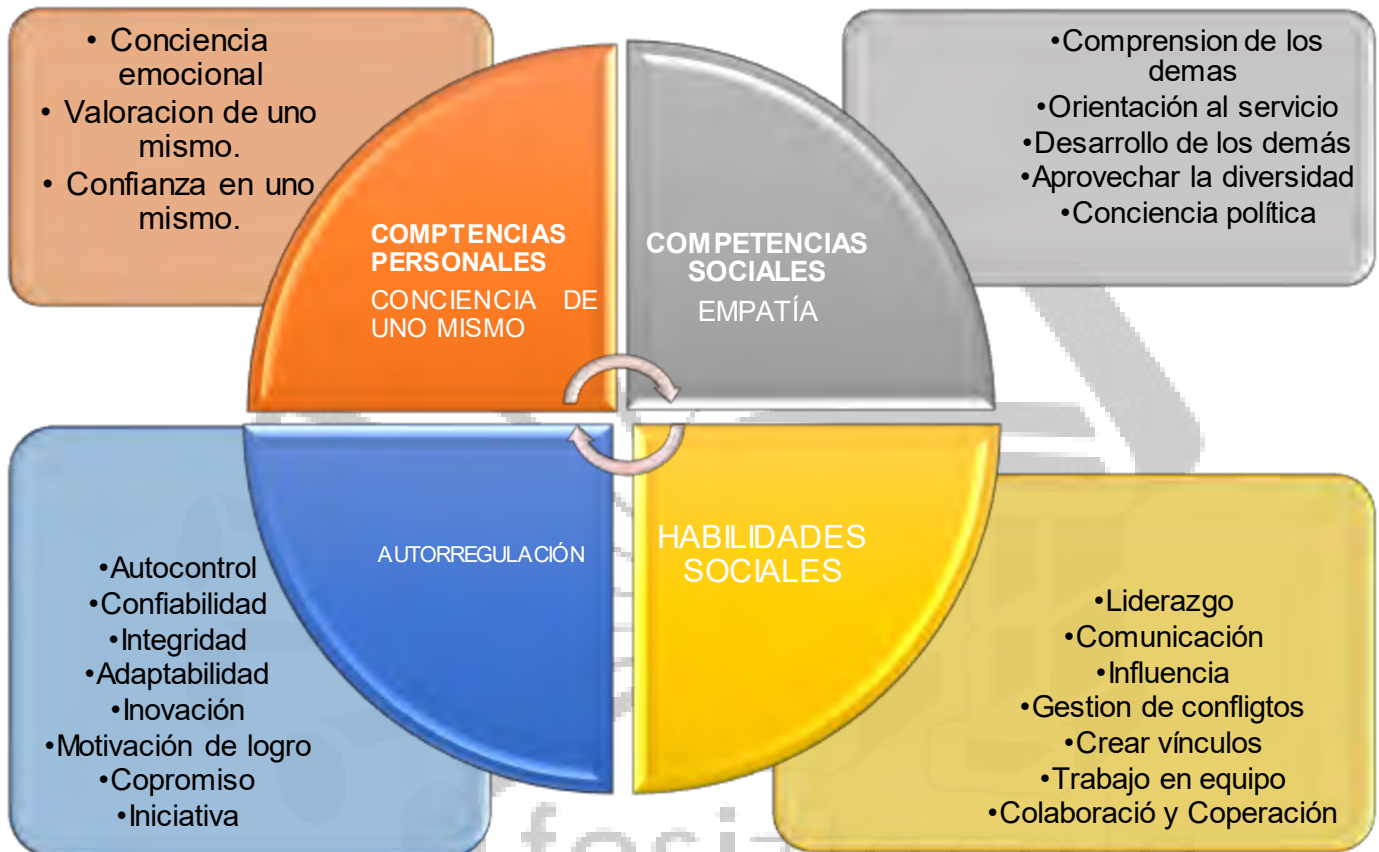 • Conciencia
emocional
• Valoracion de uno
mismo.
• Confianza en uno
mismo.
•Comprension de los
demas
•Orientación al servicio
•Desarrollo de los demás
•Aprovechar la diversidad
•Conciencia política
COMPTENCIAS
PERSONALES
CONCIENCIA DE
UNO MISMO
COMPETENCIAS
SOCIALES
EMPATÍA
AUTORREGULACIÓN
HABILIDADES
SOCIALES
•Autocontrol
•Confiabilidad
•Integridad
•Adaptabilidad
•Inovación
•Motivación de logro
•Copromiso
•Iniciativa
•Liderazgo
•Comunicación
•Influencia
•Gestion de confligtos
•Crear vínculos
•Trabajo en equipo
•Colaboració y Coperación